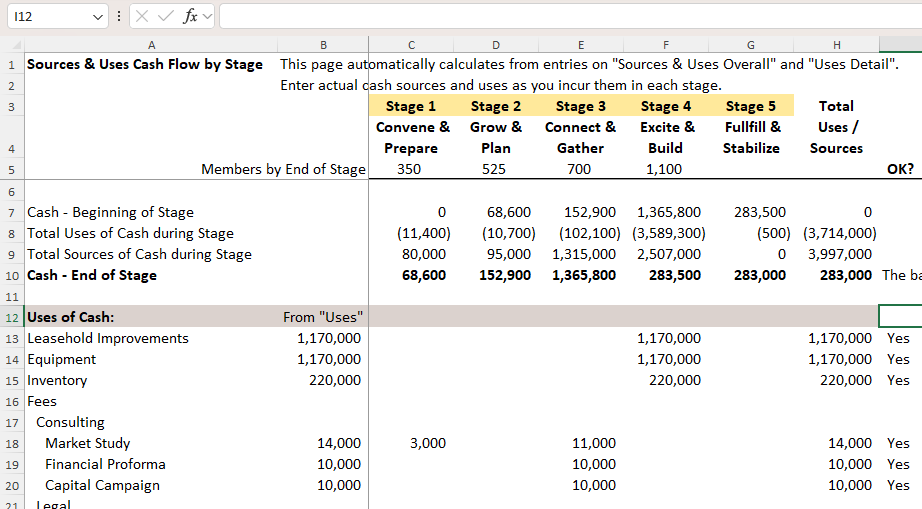 I12 fx
A B C D E F G H
1 Sources & Uses Cash Flow by Stage This page automatically calculates from entries on "Sources & Uses Overall" and "Uses Detail".
2 Enter actual cash sources and uses as you incur them in each stage.
3 Stage 1 Stage 2 Stage 3 Stage 4 Stage 5 Total
Convene & Grow & Connect & Excite & Fullfill & Uses /
4 Prepare Plan Gather Build Stabilize Sources
5 Members by End of Stage 350 525 700 1,100 OK?
6
7 Cash - Beginning of Stage 0 68,600 152,900 1,365,800 283,500 0
8 Total Uses of Cash during Stage (11,400) (10,700) (102,100) (3,589,300) (500) (3,714,000)
9 Total Sources of Cash during Stage 80,000 95,000 1,315,000 2,507,000 0 3,997,000
10 Cash - End of Stage 68,600 152,900 1,365,800 283,500 283,000 283,000 The ba
11
12 Uses of Cash: From "Uses"
13 Leasehold Improvements 1,170,000 1,170,000 1,170,000 Yes
14 Equipment 1,170,000 1,170,000 1,170,000 Yes
15 Inventory 220,000 220,000 220,000 Yes
16 Fees
17 Consulting
18 Market Study 14,000 3,000 11,000 14,000 Yes
19 Financial Proforma 10,000 10,000 10,000 Yes
20 Capital Campaign 10,000 10,000 10,000 Yes
21 Legal